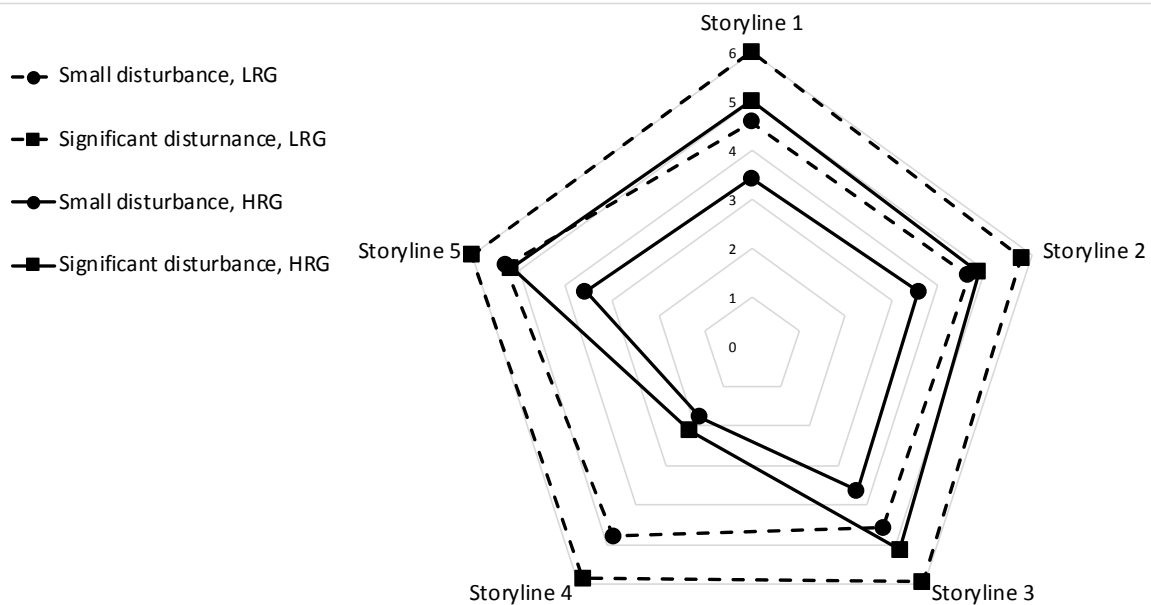 Small disturbance, LRG
Significant disturnance, LRG
Small disturbance, HRG
Significant disturbance, HRG
Storyline 1
6
5
4
3
2
1
0
Storyline 2
Storyline 5
Storyline 4
Storyline 3